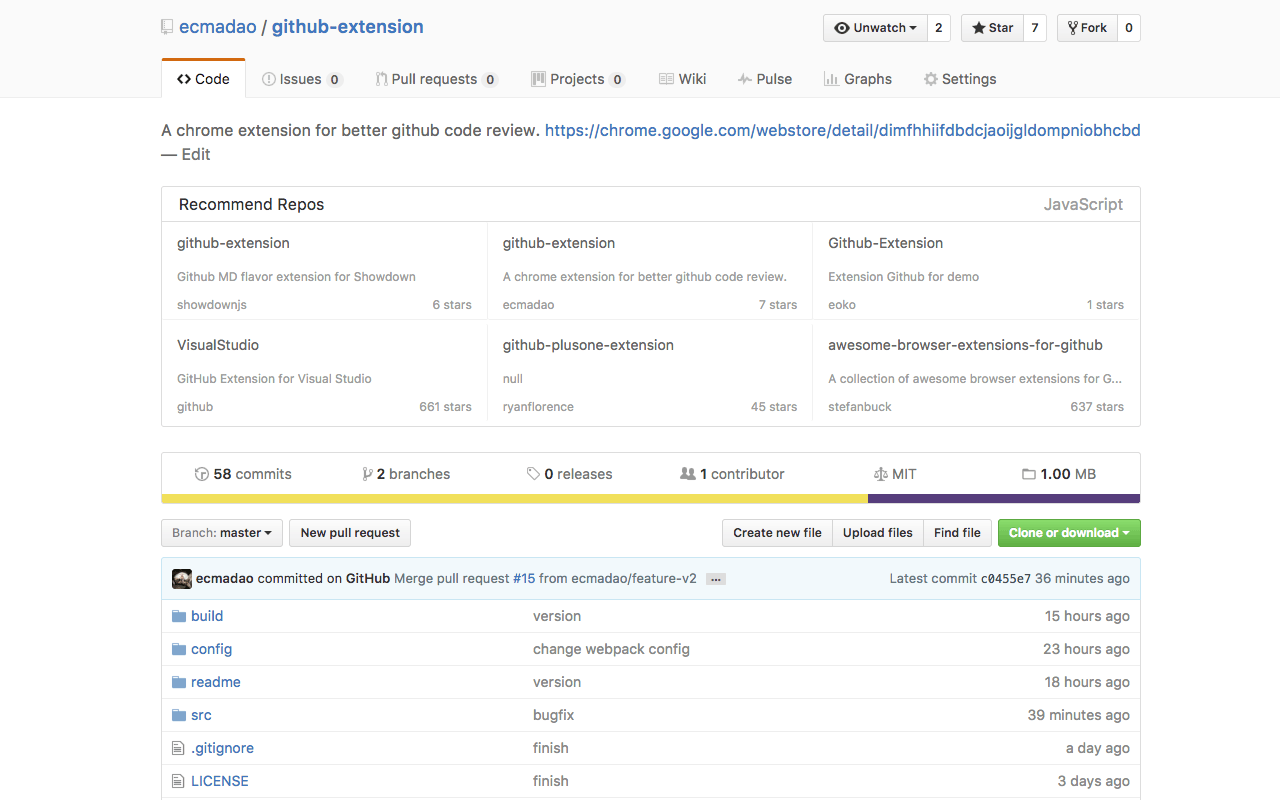 ecmadao / github-extension
Unwatch 2 Star 7 Fork 0
Code Issues 0 Pull requests 0 Projects 0 Wiki Pulse Graphs Settings
A chrome extension for better github code review. https://chrome.google.com/webstore/detail/dimfhhiifdbdcjaoijgldompniobhcbd
— Edit
Recommend Repos JavaScript
github-extension github-extension Github-Extension
Github MD flavor extension for Showdown A chrome extension for better github code review. Extension Github for demo
showdownjs 6 stars ecmadao 7 stars eoko 1 stars
VisualStudio github-plusone-extension awesome-browser-extensions-for-github
GitHub Extension for Visual Studio null A collection of awesome browser extensions for G...
github 661 stars ryanflorence 45 stars stefanbuck 637 stars
58 commits 2 branches 0 releases 1 contributor MIT 1.00 MB
Branch: master New pull request Create new file Upload files Find file Clone or download
ecmadao committed on GitHub Merge pull request #15 from ecmadao/feature-v2 … Latest commit c0455e7 36 minutes ago
build version 15 hours ago
config change webpack config 23 hours ago
readme version 18 hours ago
src bugfix 39 minutes ago
.gitignore finish a day ago
LICENSE finish 3 days ago